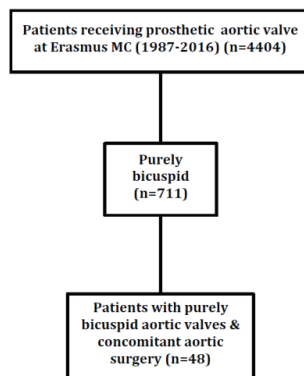 Patients receiving prosthetic aortic valve
at Erasmus MC (1987-2016) (n=4404)
Purely
bicuspid
(n=711)
Patients with purely
bicuspid aortic valves &
concomitant aortic
surgery (n=48)